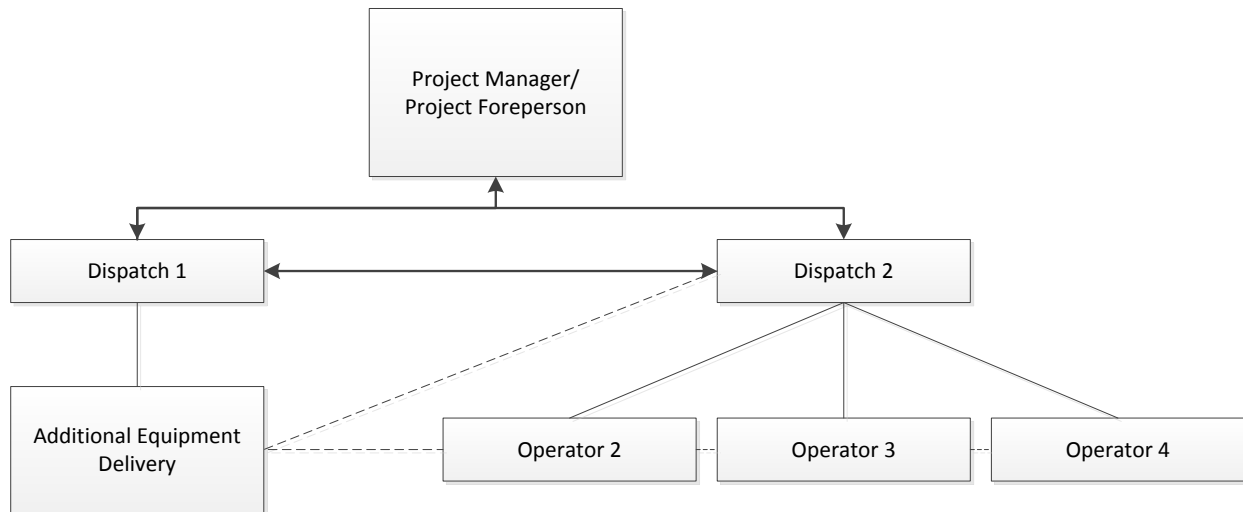 Project Manager/
Project Foreperson
Dispatch 1
Dispatch 2
Additional Equipment
Delivery
Operator 2
Operator 3
Operator 4